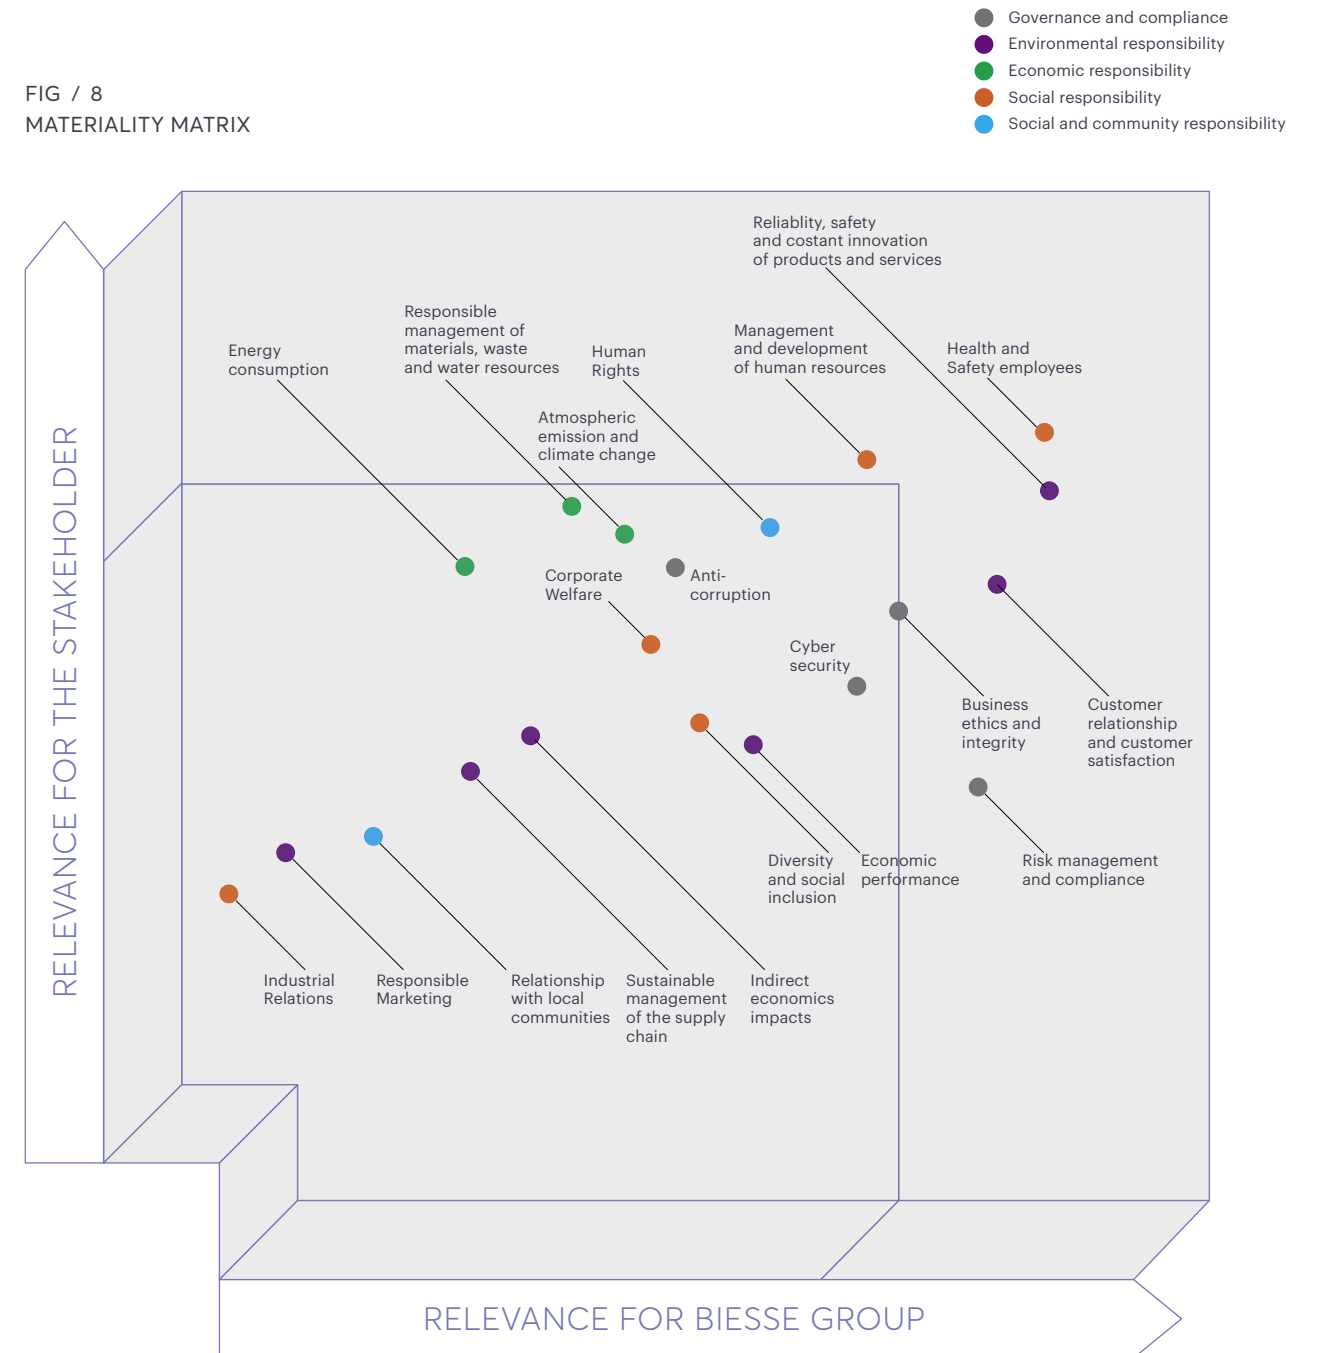 Governance and compliance
Environmental responsibility
Economic responsibility
Social responsibility
Social and community responsibility
FIG / 8
MATERIALITY MATRIX
Reliablity, safety
and costant innovation
of products and services
Responsible
management of
materials, waste
and water resources
Energy
consumption
Human
Rights
Management
and development
of human resources
Health and
Safety employees
Atmospheric
emission and
climate change
Corporate
Welfare
Anti-
corruption
Cyber
security
Business
ethics and
integrity
Customer
relationship
and customer
satisfaction
Diversity
and social
inclusion
Economic
performance
Risk management
and compliance
Industrial
Relations
Responsible
Marketing
Relationship
with local
communities
Sustainable
management
of the supply
chain
Indirect
economics
impacts
RELEVANCE FOR THE STAKEHOLDER
RELEVANCE FOR BIESSE GROUP